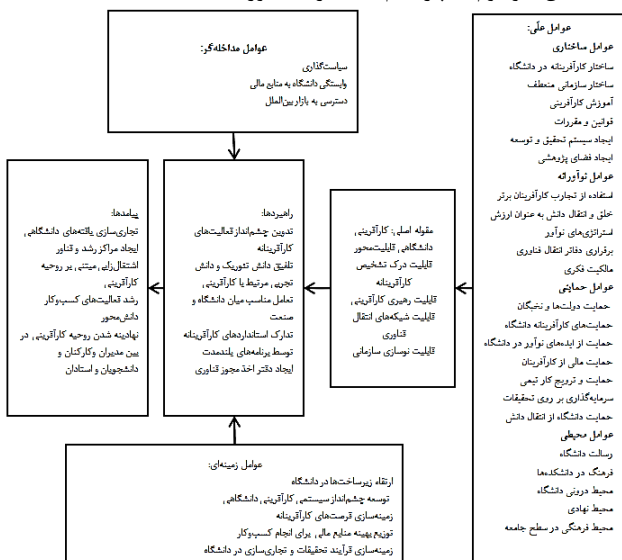 عوامل علّی:
عوامل ساختاری
ساختار کارآفرینانه در دانشگاه
ساختار سازمانی منعطف
آموزش کارآفرینی
قوانین و مقررات
ایجاد سیستم تحقیق و توسعه
ایجاد فضای پژوهشی
عوامل نوآورانه
استفاده از تجارب کارآفرینان برتر
خلق و انتقال دانش به عنوان ارزش
استراتژی‌های نوآور
برقراری دفاتر انتقال فناوری
مالکیت فکری
عوامل حمایتی
حمایت دولت‌ها و نخبگان
حمایت‌های کارآفرینانه دانشگاه
حمایت از ایده‌های نوآور در دانشگاه
حمایت مالی از کارآفرینان
حمایت و ترویج کار تیمی
سرمایه‌گذاری بر روی تحقیقات
حمایت دانشگاه از انتقال دانش
عوامل محیطی
رسالت دانشگاه
فرهنگ در دانشکده‌ها
محیط درونی دانشگاه
محیط نهادی
محیط فرهنگی در سطح جامعه
عوامل مداخله‌گر:
سیاست‌گذاری
وابستگی دانشگاه به منابع مالی
دسترسی به بازار بین‌الملل
مقوله اصلی: کارآفرینی
دانشگاهی قابلیت‌محور
قابلیت درک تشخیص
کارآفرینانه
قابلیت رهبری کارآفرینی
قابلیت شبکه‌های انتقال
فناوری
قابلیت نوسازی سازمانی
راهبردها:
تدوین چشم‌انداز فعالیت‌های
کارآفرینانه
تلفیق دانش تئوریک و دانش
تجربی مرتبط با کارآفرینی
تعامل مناسب میان دانشگاه و
صنعت
تدارک استانداردهای کارآفرینانه
توسط برنامه‌های بلندمدت
ایجاد دفتر اخذ مجوز فناوری
پیامدها:
تجاری‌سازی یافته‌های دانشگاهی
ایجاد مراکز رشد و فناور
اشتغال‌زایی مبتنی بر روحیه
کارآفرینی
رشد فعالیت‌های کسب‌وکار
دانش‌محور
نهادینه شدن روحیه کارآفرینی در
بین مدیران وکارکنان و
دانشجویان و استادان
عوامل زمینه‌ای:
ارتقاء زیرساخت‌ها در دانشگاه
توسعه چشم‌انداز سیستمی کارآفرینی دانشگاهی
زمینه‌سازی فرصت‌های کارآفرینانه
توزیع بهینه منابع مالی برای انجام کسب‌وکار
زمینه‌سازی فرآیند تحقیقات و تجاری‌سازی در دانشگاه